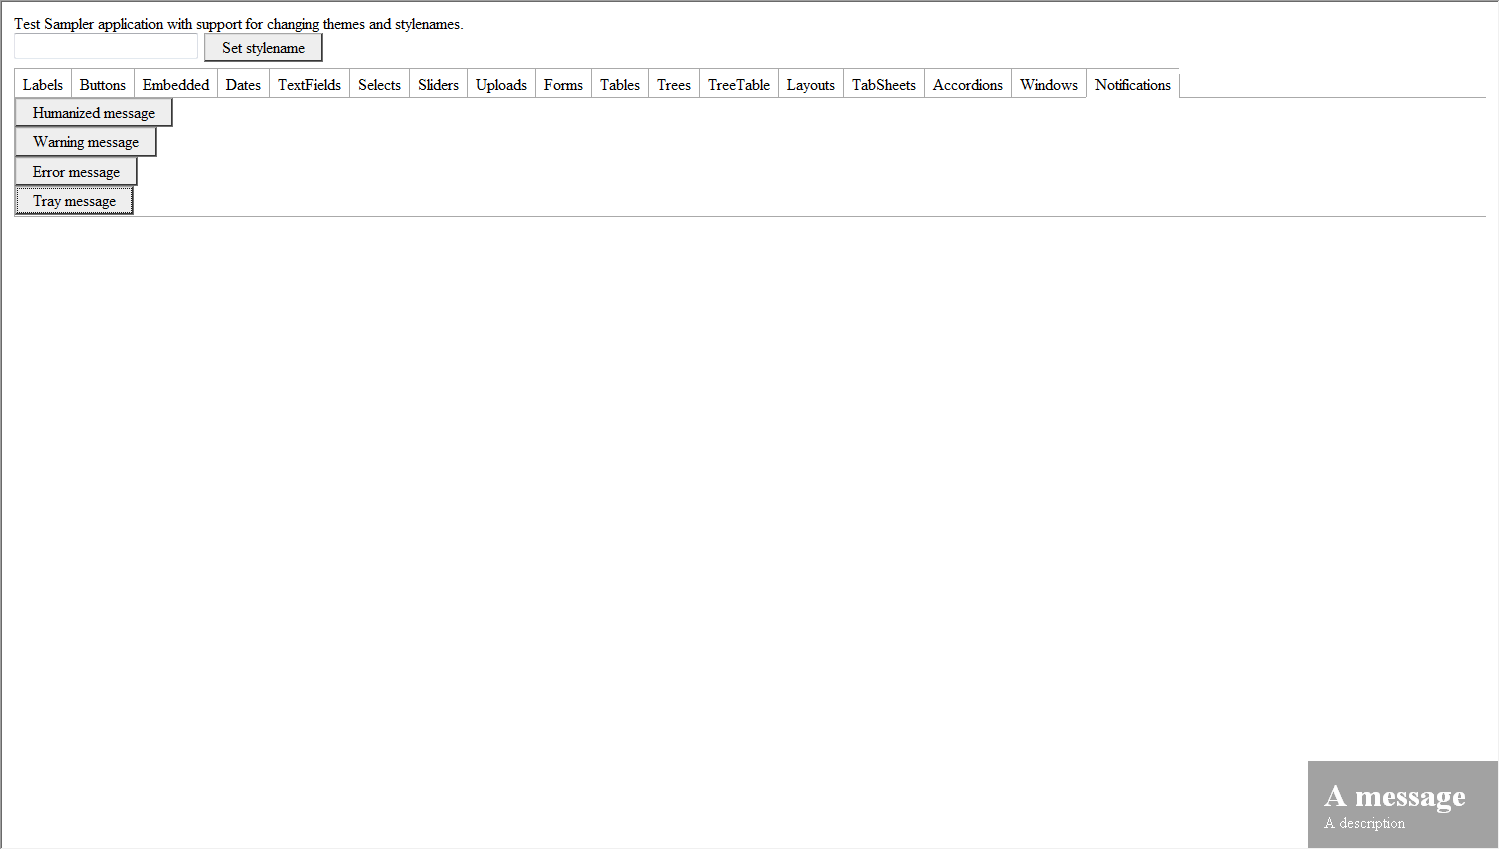 Test Sampler application with support for changing themes and stylenames.
Set stylename
Labels Buttons Embedded Dates TextFields Selects Sliders Uploads Forms Tables Trees TreeTable Layouts TabSheets Accordions Windows Notifications
Humanized message
Warning message
Error message
Tray message
A message
A description